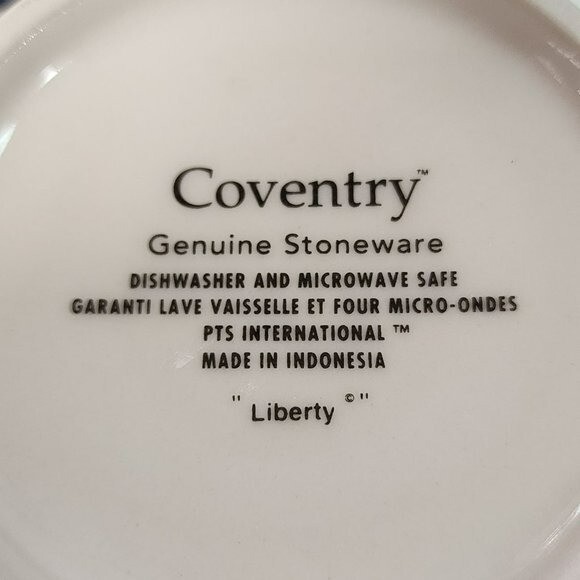 Coventry™
Genuine Stoneware
DISHWASHER AND MICROWAVE SAFE
GARANTI LAVE VAISSELLE ET FOUR MICRO-ONDES
PTS INTERNATIONAL ™
MADE IN INDONESIA
" Liberty ©"